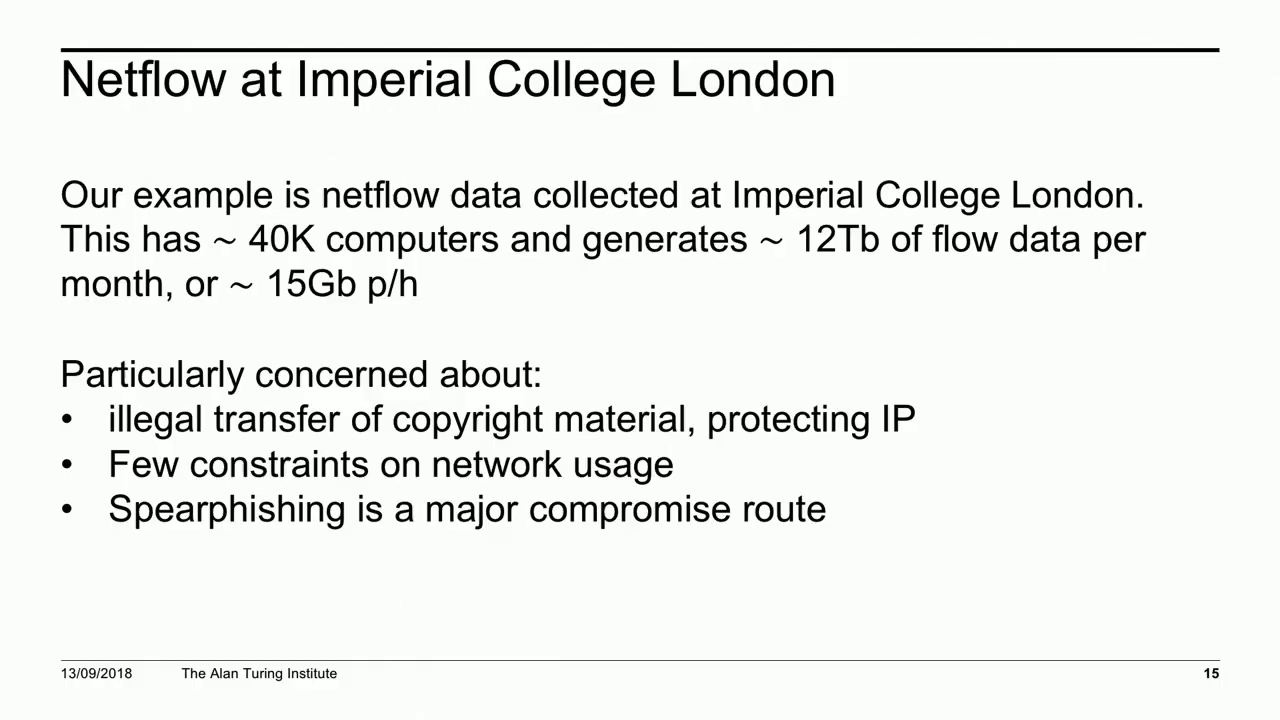 Netflow at Imperial College London
Our example is netflow data collected at Imperial College London.
This has ~ 40K computers and generates ~ 12Tb of flow data per
month, or ~ 15Gb p/h
Particularly concerned about:
• illegal transfer of copyright material, protecting IP
• Few constraints on network usage
• Spearphishing is a major compromise route
13/09/2018 The Alan Turing Institute 15